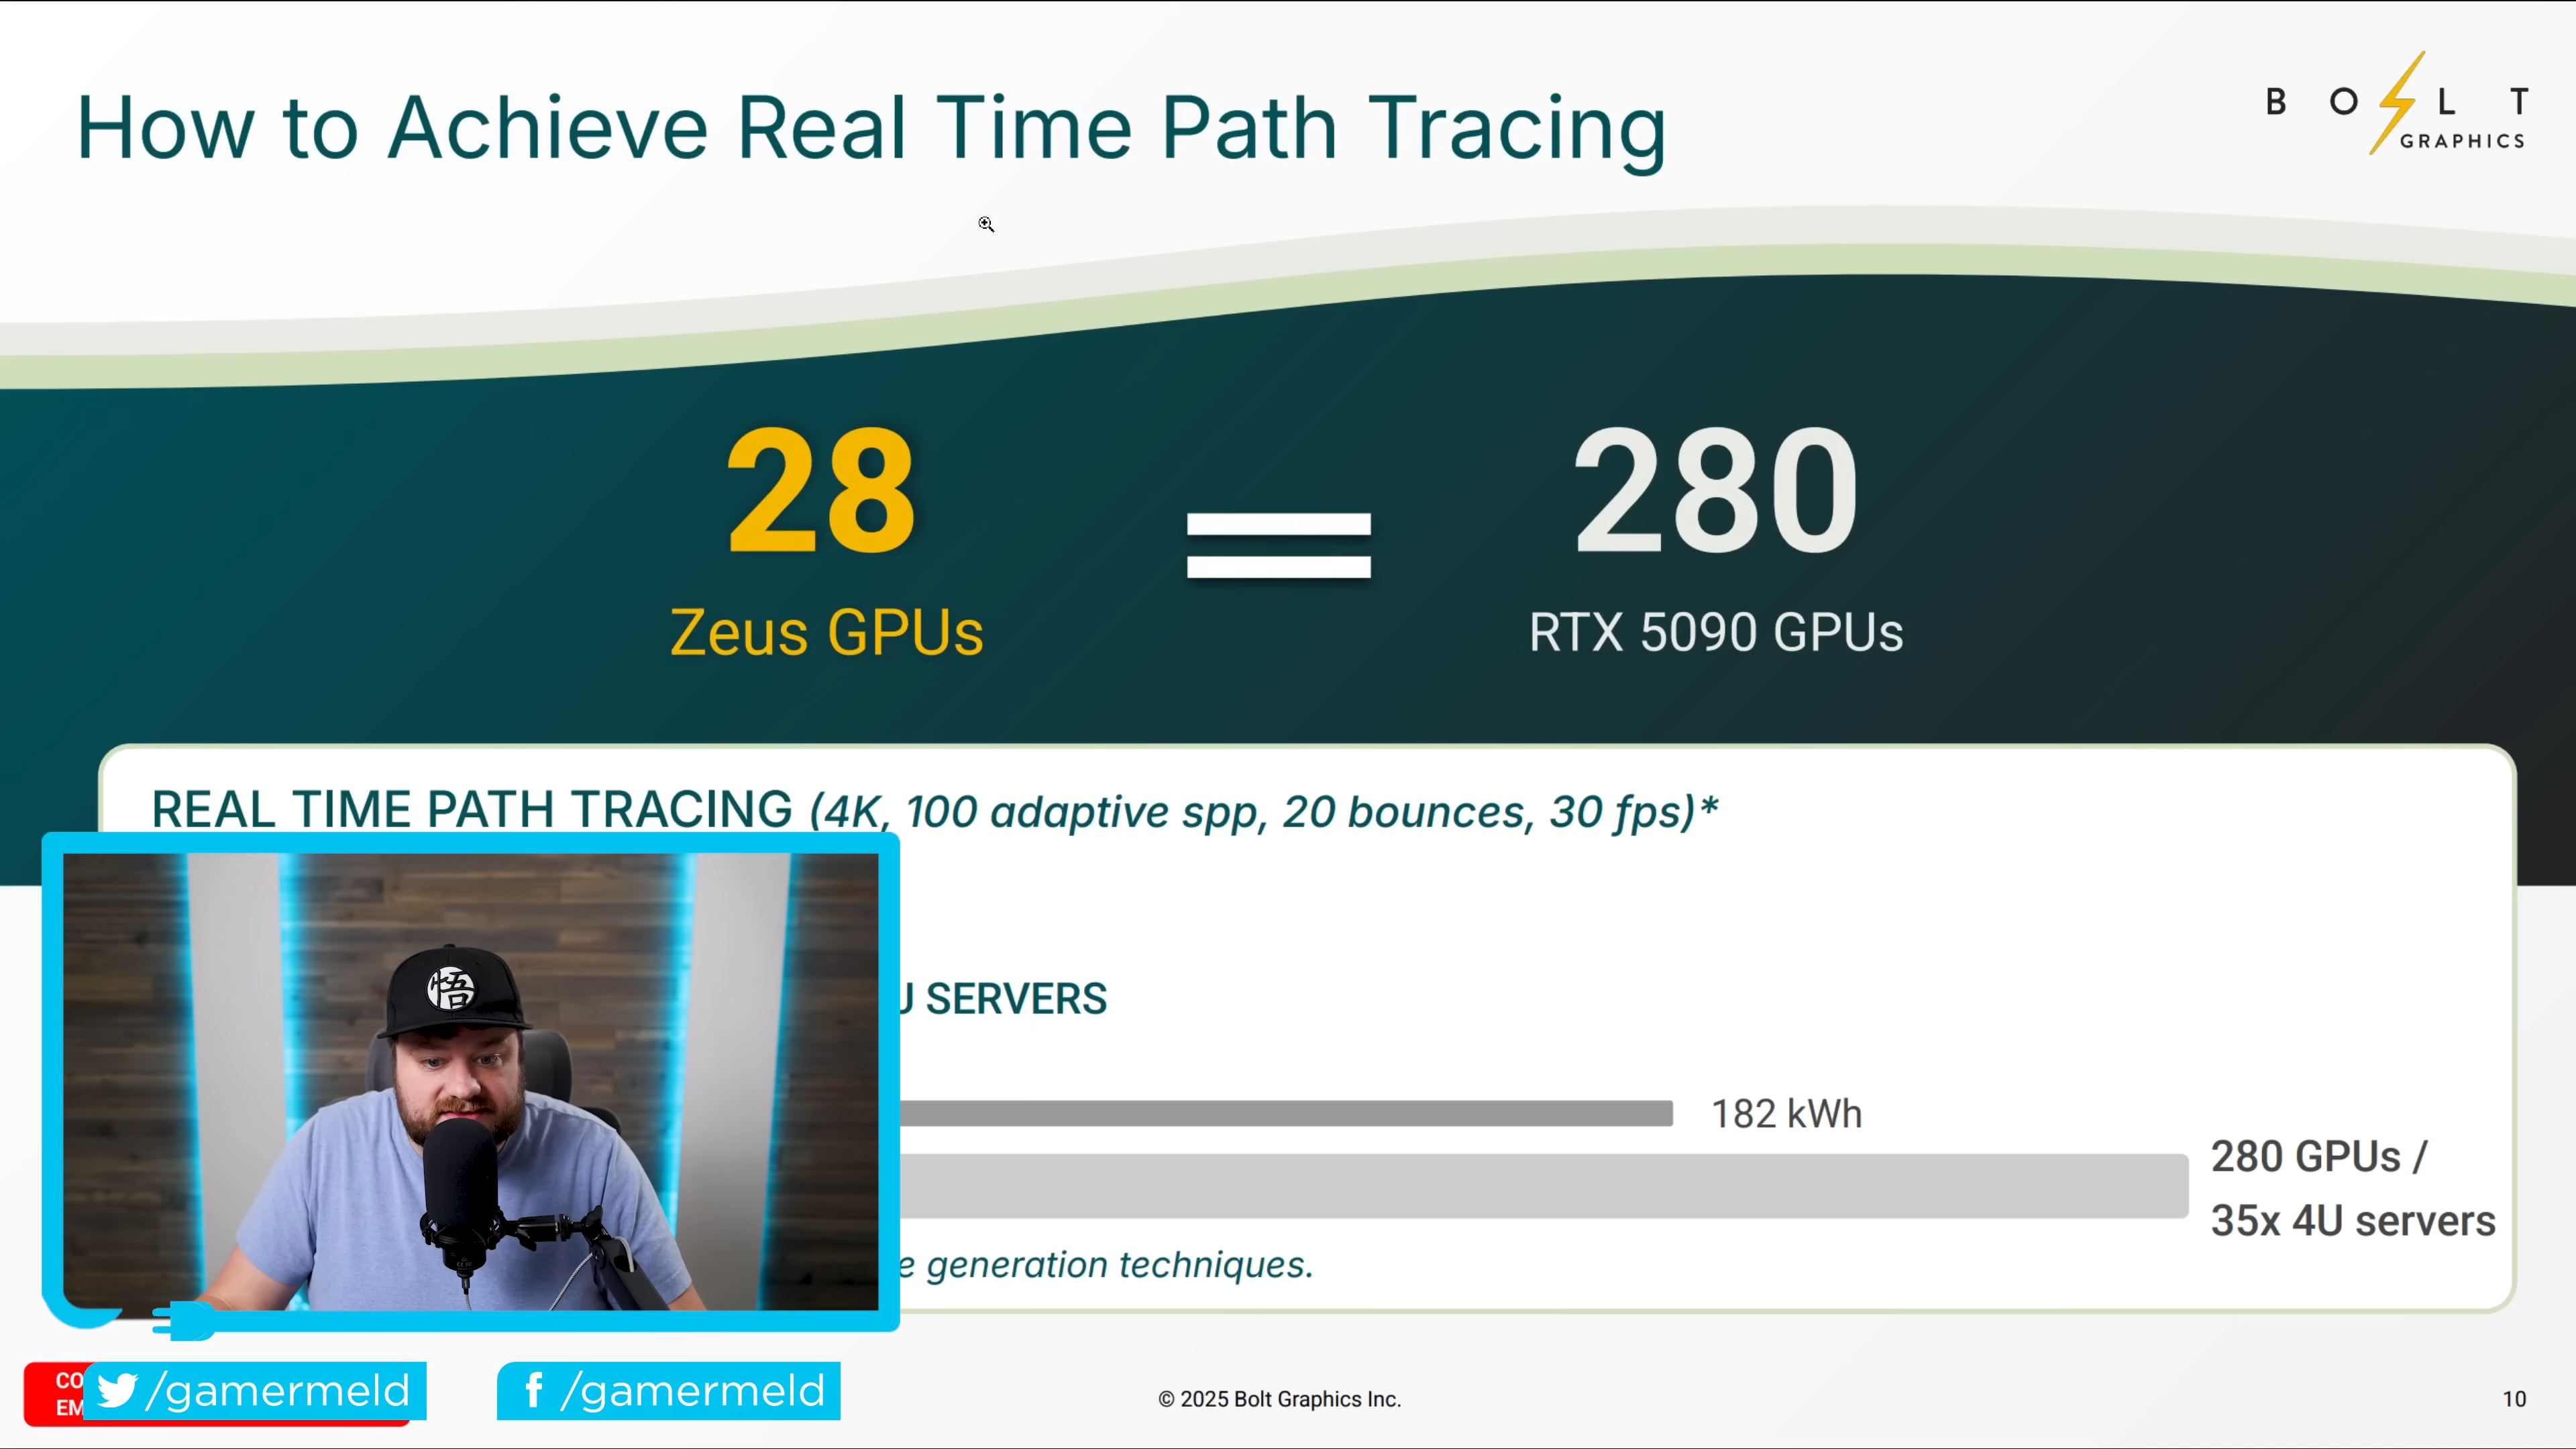 How to Achieve Real Time Path Tracing
BOLT
GRAPHICS
28
Zeus GPUs
280
RTX 5090 GPUs
REAL TIME PATH TRACING (4K, 100 adaptive spp, 20 bounces, 30 fps)*
SERVERS
悟
182 kWh
280 GPUs /
35x 4U servers
generation techniques.
/gamermeld
f /gamermeld
© 2025 Bolt Graphics Inc.
10